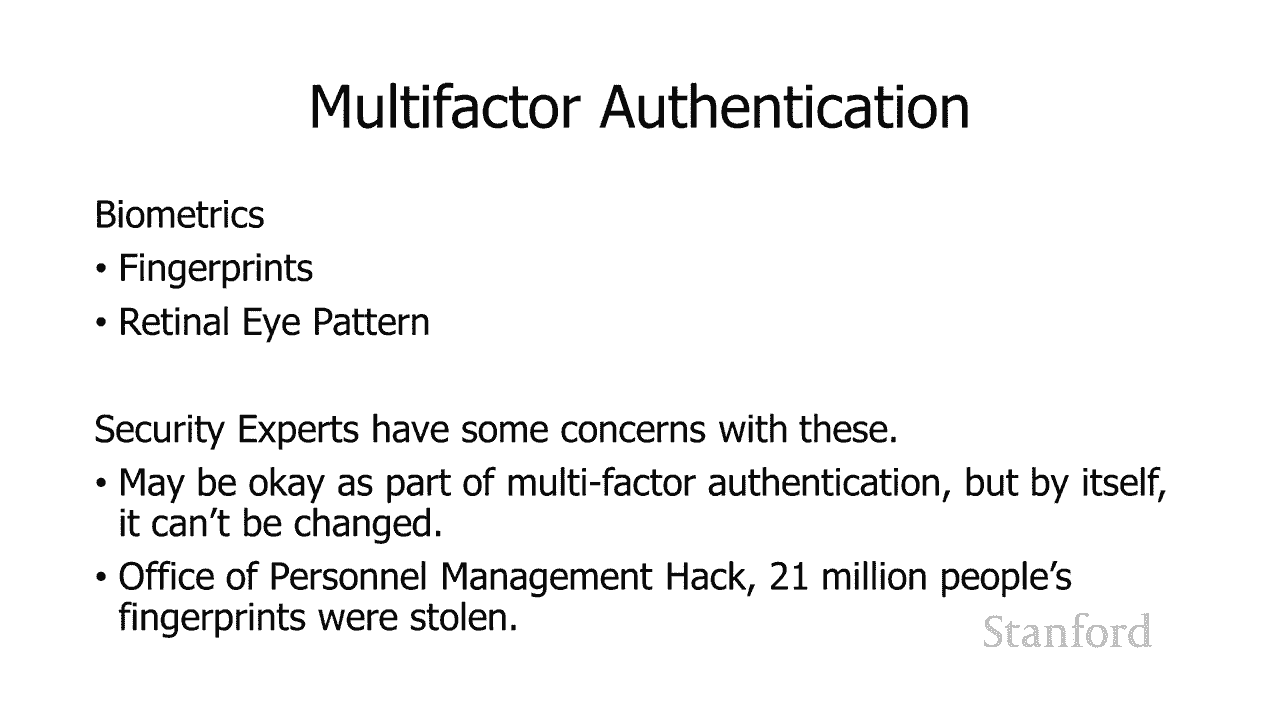 Multifactor Authentication
Biometrics
• Fingerprints
• Retinal Eye Pattern
Security Experts have some concerns with these.
• May be okay as part of multi-factor authentication, but by itself,
it can’t be changed.
• Office of Personnel Management Hack, 21 million people’s
fingerprints were stolen.
Stanford